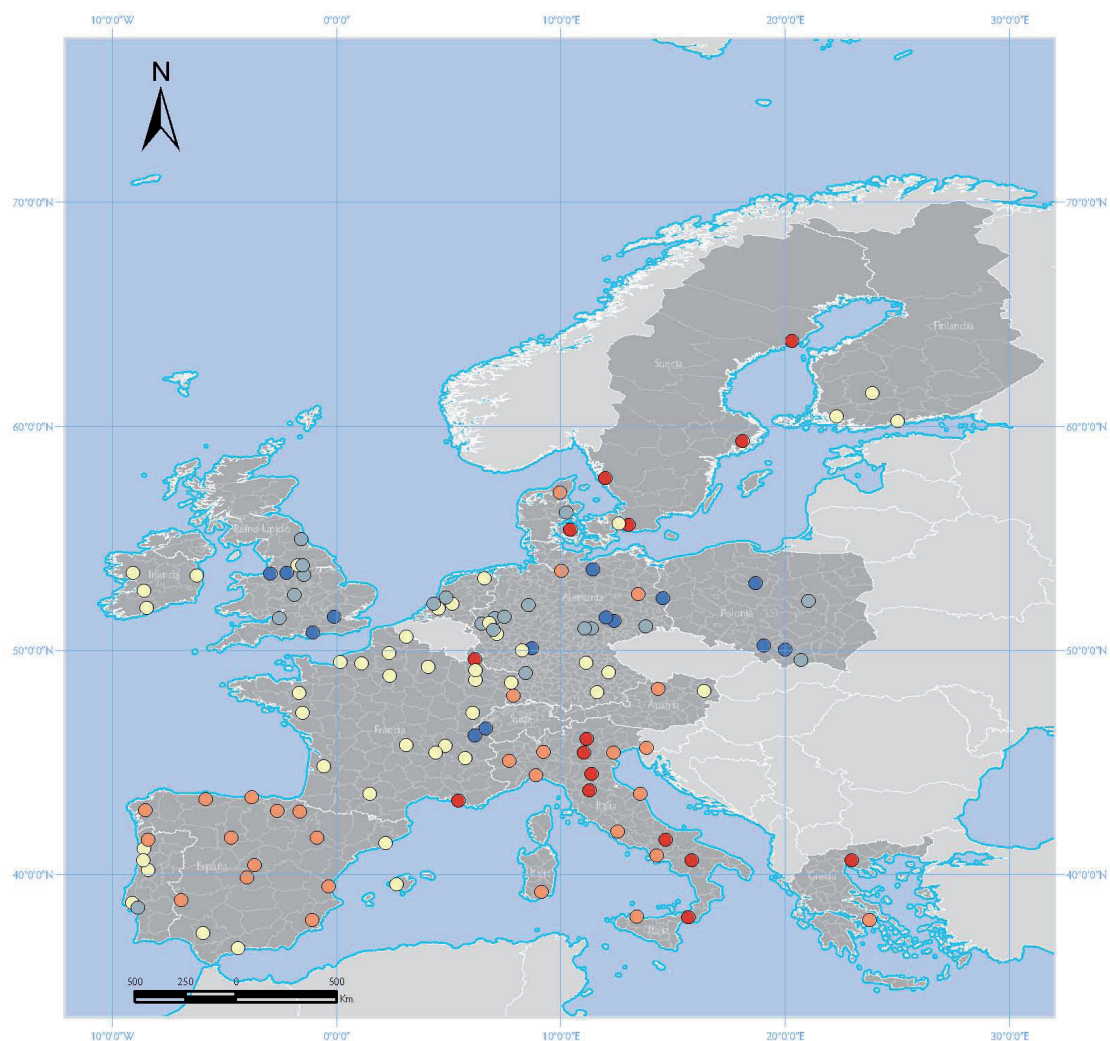 10°0'0"W 0°0'0" 10°0'0"E 20°0'0"E 30°0'0"E
N
70°0'0"N 70°0'0"N
Finlandia
Suecia
60°0'0"N 60°0'0"N
Reino Unido
Irlanda
Alemania
Polonia
50°0'0"N 50°0'0"N
Austria
Suiza
Francia
Italia
España
Italia
40°0'0"N 40°0'0"N
Grecia
Italia
500 250 0 500
Km.
10°0'0"W 0°0'0" 10°0'0"E 20°0'0"E 30°0'0"E